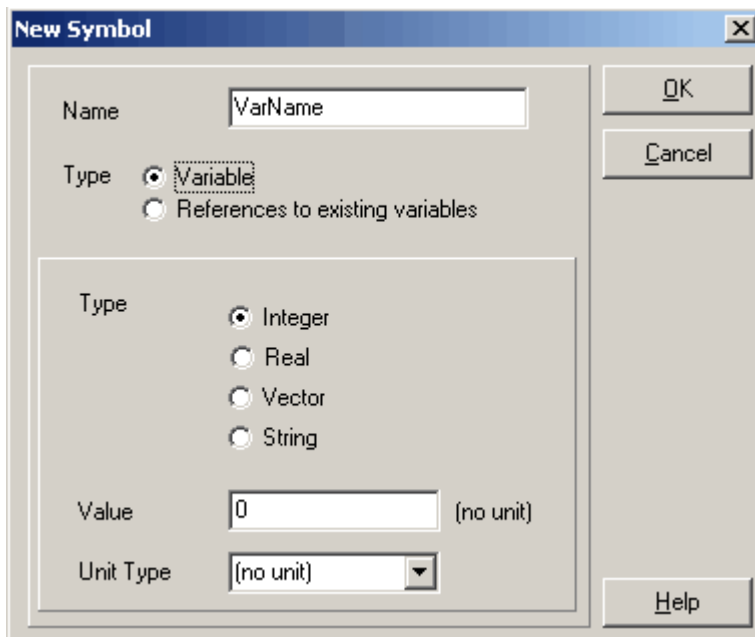 New Symbol
Name VarName
OK
Cancel
Type Variable
References to existing variables
Type
Integer
Real
Vector
String
Value 0 (no unit)
Unit Type (no unit)
Help